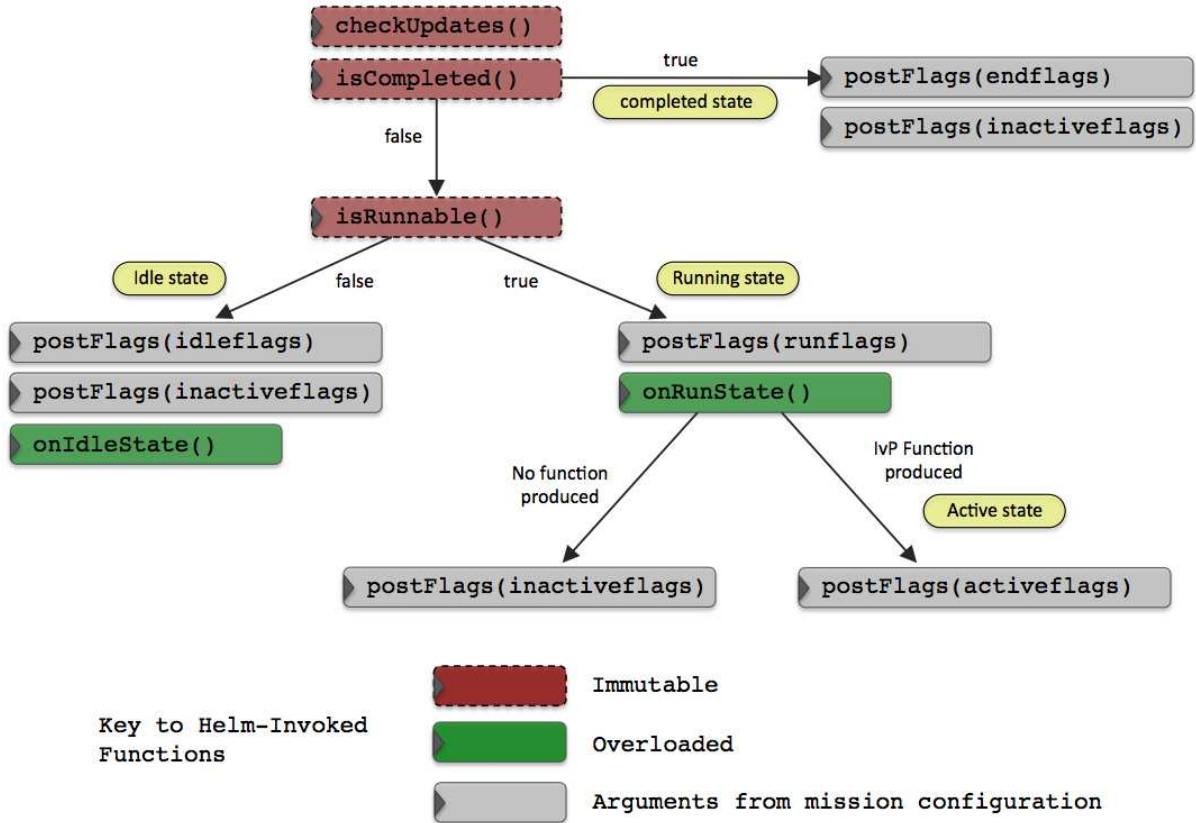 checkUpdates()
isCompleted()
true
completed state
postFlags(endflags)
postFlags(inactiveflags)
false
isRunnable()
Idle state
false
true
Running state
postFlags(idleflags)
postFlags(inactiveflags)
onIdleState()
postFlags(runflags)
onRunState()
No function
produced
IvP Function
produced
Active state
postFlags(inactiveflags)
postFlags(activeflags)
Key to Helm-Invoked
Functions
Immutable
Overloaded
Arguments from mission configuration